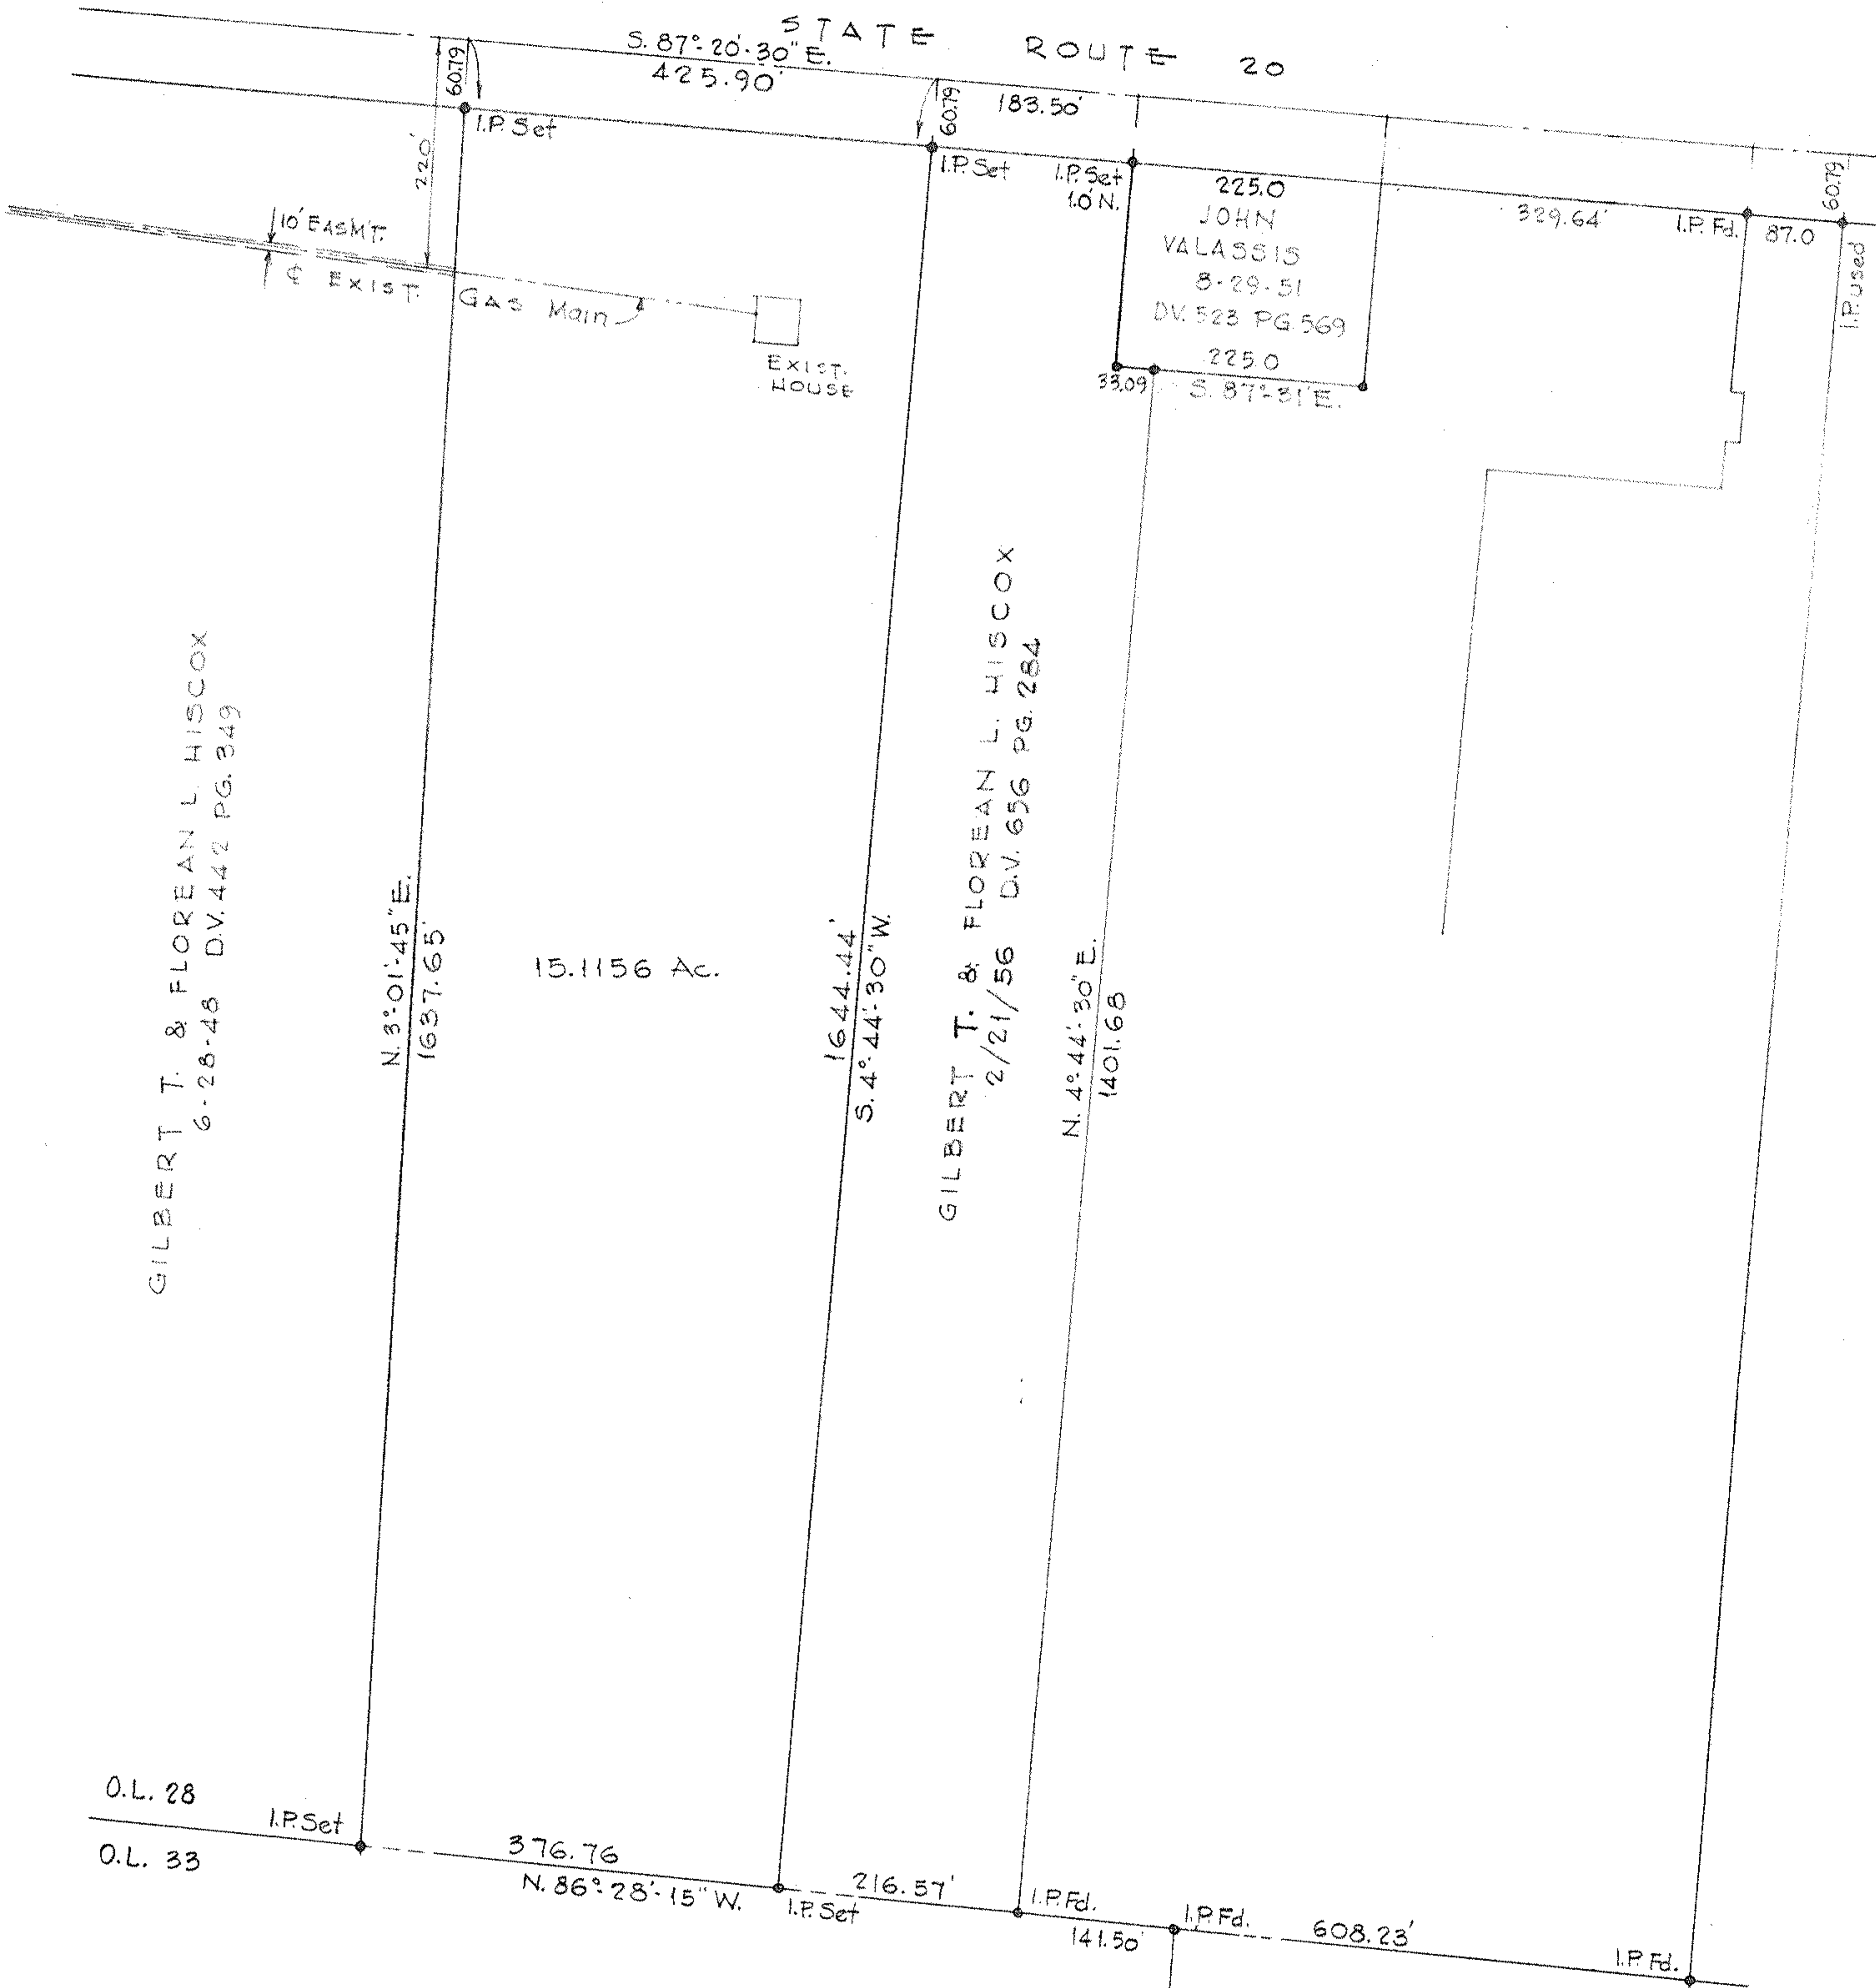 STATE ROUTE 20
S. 87°-20'-30" E.
425.90'
60.79
60.79
183.50'
60.79
220'
I.P. Set
I.P. Set
I.P. Set
1.0' N.
225.0
JOHN
VALASSIS
8-29-51
D.V. 523 PG. 569
225.0
S. 87°-31' E.
33.09
329.64'
I.P. Fd.
87.0
I.P. used
10' EASM'T.
℄ EXIST. GAS Main
EXIST.
HOUSE
GILBERT T. & FLOREAN L. HISCOX
6-28-48 D.V. 442 PG. 349
N. 3°-01'-45" E.
1637.65'
15.1156 Ac.
1644.44'
S. 4°-44'-30" W.
GILBERT T. & FLOREAN L. HISCOX
2/21/56 D.V. 656 PG. 284
N. 4°-44'-30" E.
1401.68
O.L. 28
O.L. 33
I.P. Set
376.76
N. 86°-28'-15" W.
I.P. Set
216.57'
I.P. Fd.
141.50'
I.P. Fd.
608.23'
I.P. Fd.